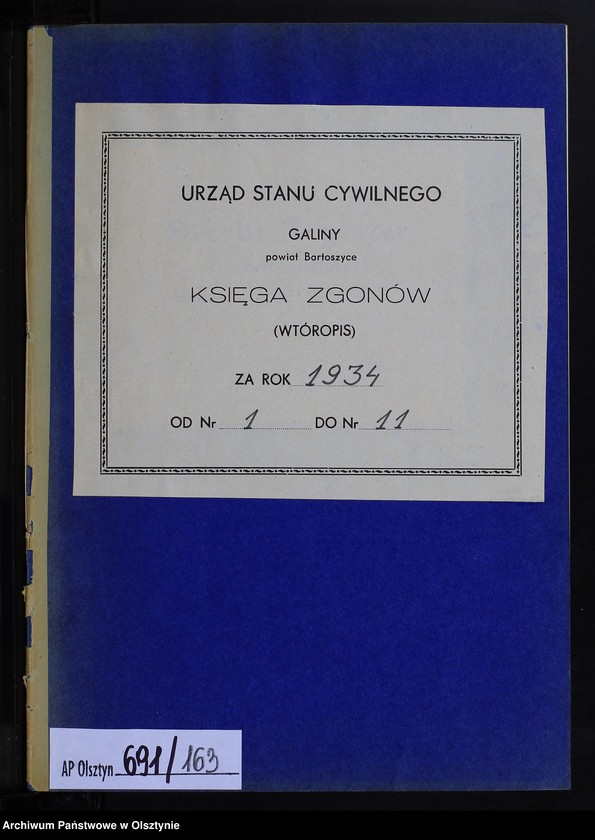 URZĄD STANU CYWILNEGO
GALINY
powiat Bartoszyce
KSIĘGA ZGONÓW
(WTÓROPIS)
ZA ROK 1934
OD Nr 1 DO Nr 11
AP Olsztyn 691/163
Archiwum Państwowe w Olsztynie